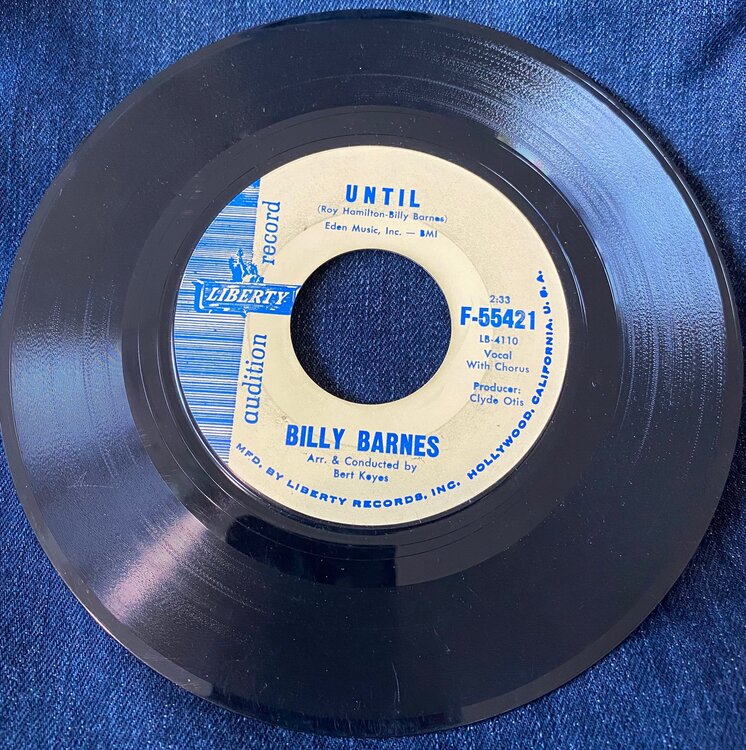 UNTIL
(Roy Hamilton-Billy Barnes)
Eden Music, Inc. — BMI
audition record
LIBERTY
2:33
F-55421
LB-4110
Vocal
With Chorus
Producer:
Clyde Otis
BILLY BARNES
Arr. & Conducted by
Bert Keyes
MFD. BY LIBERTY RECORDS, INC. HOLLYWOOD, CALIFORNIA, U. S. A.